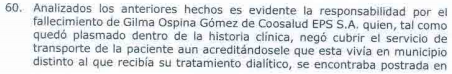 60. Analizados los anteriores hechos es evidente la responsabilidad por el
fallecimiento de Gilma Ospina Gómez de Coosalud EPS S.A. quien, tal como
quedó plasmado dentro de la historia clínica, negó cubrir el servicio de
transporte de la paciente aun acreditándosele que esta vivía en municipio
distinto al que recibía su tratamiento dialítico, se encontraba postrada en